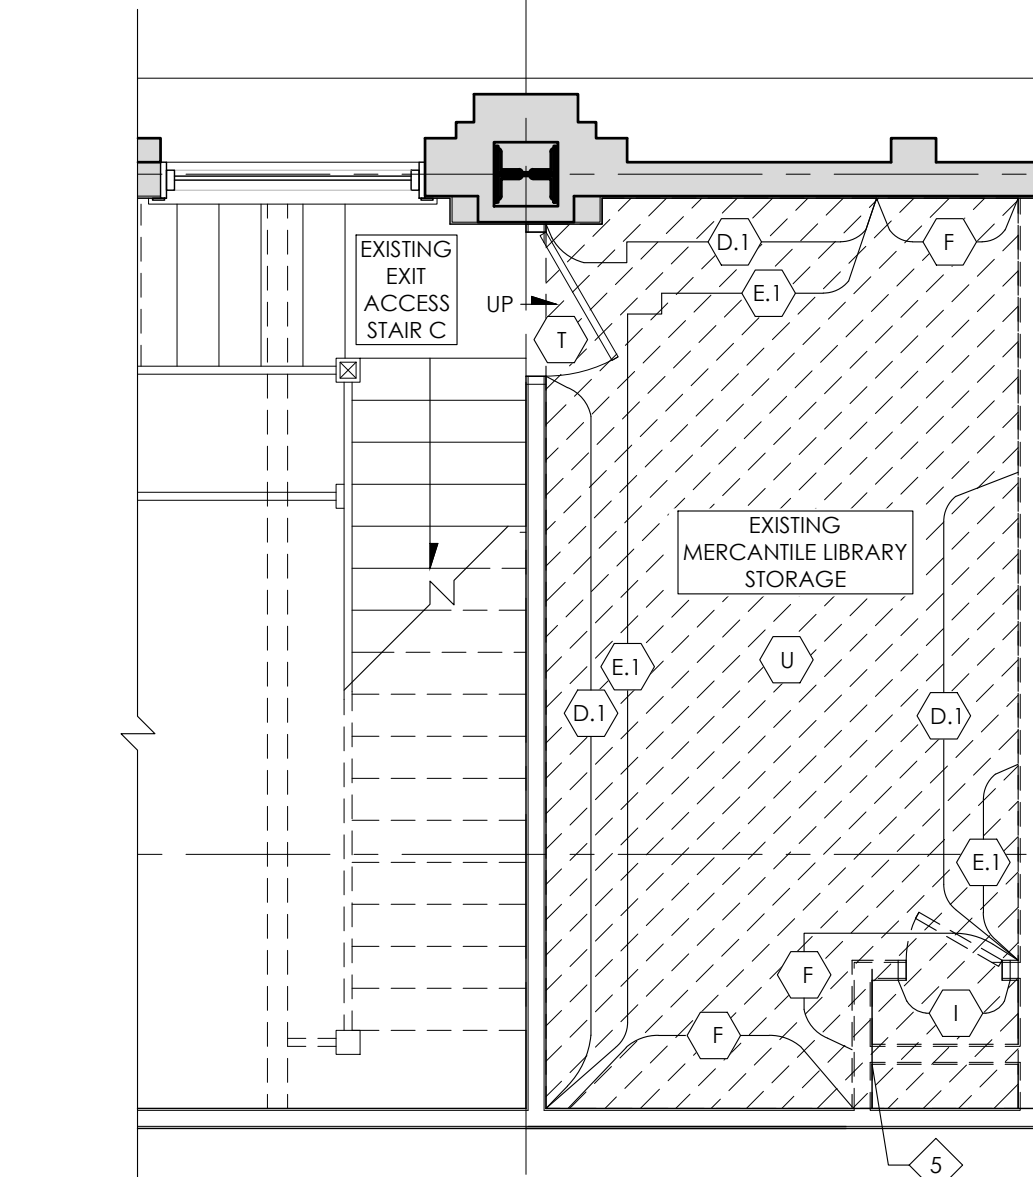 D.1
F
EXISTING
EXIT
ACCESS
STAIR C
E.1
UP
T
EXISTING
MERCANTILE LIBRARY
STORAGE
U
E.1
D.1
D.1
E.1
F
I
F
5